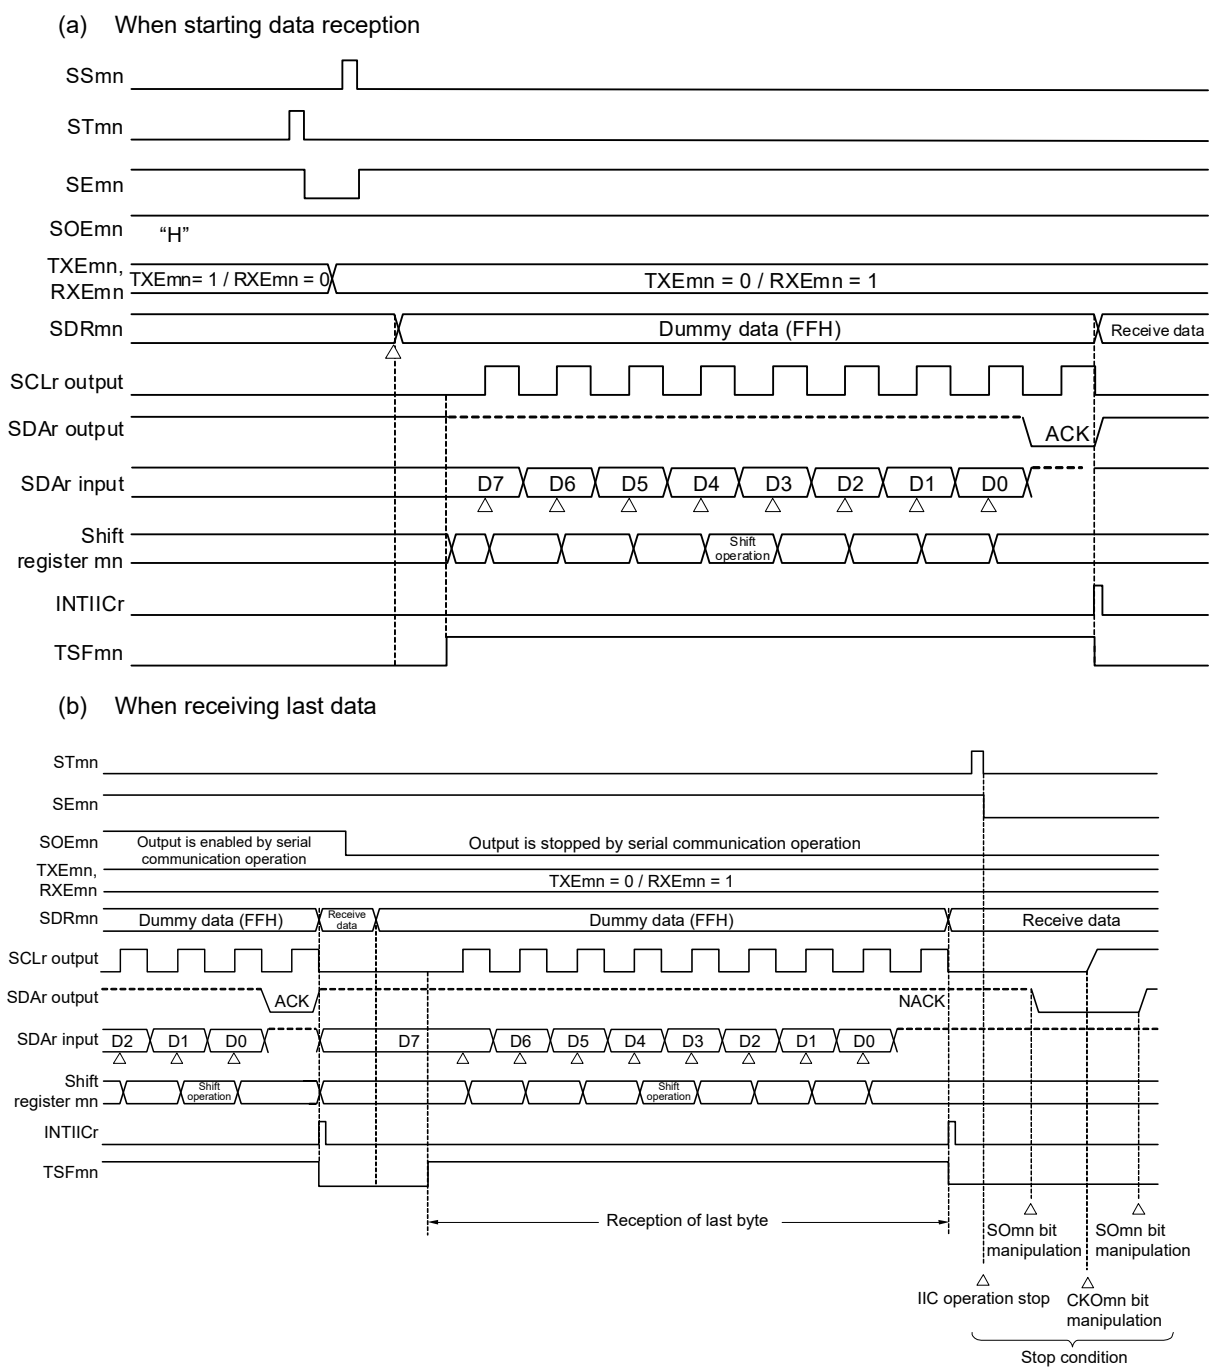 (a) When starting data reception
SSmn
STmn
SEmn
SOEmn
“H”
TXEmn,
RXEmn
TXEmn= 1 / RXEmn = 0
TXEmn = 0 / RXEmn = 1
SDRmn
Dummy data (FFH)
Receive data
SCLr output
SDAr output
ACK
SDAr input
D7 D6 D5 D4 D3 D2 D1 D0
Shift
register mn
Shift
operation
INTIICr
TSFmn
(b) When receiving last data
STmn
SEmn
SOEmn
Output is enabled by serial
communication operation
Output is stopped by serial communication operation
TXEmn,
RXEmn
TXEmn = 0 / RXEmn = 1
SDRmn
Dummy data (FFH)
Receive
data
Dummy data (FFH)
Receive data
SCLr output
SDAr output
ACK
NACK
SDAr input
D2 D1 D0 D7 D6 D5 D4 D3 D2 D1 D0
Shift
register mn
Shift
operation
Shift
operation
INTIICr
TSFmn
Reception of last byte
SOmn bit
manipulation
SOmn bit
manipulation
IIC operation stop
CKOmn bit
manipulation
Stop condition